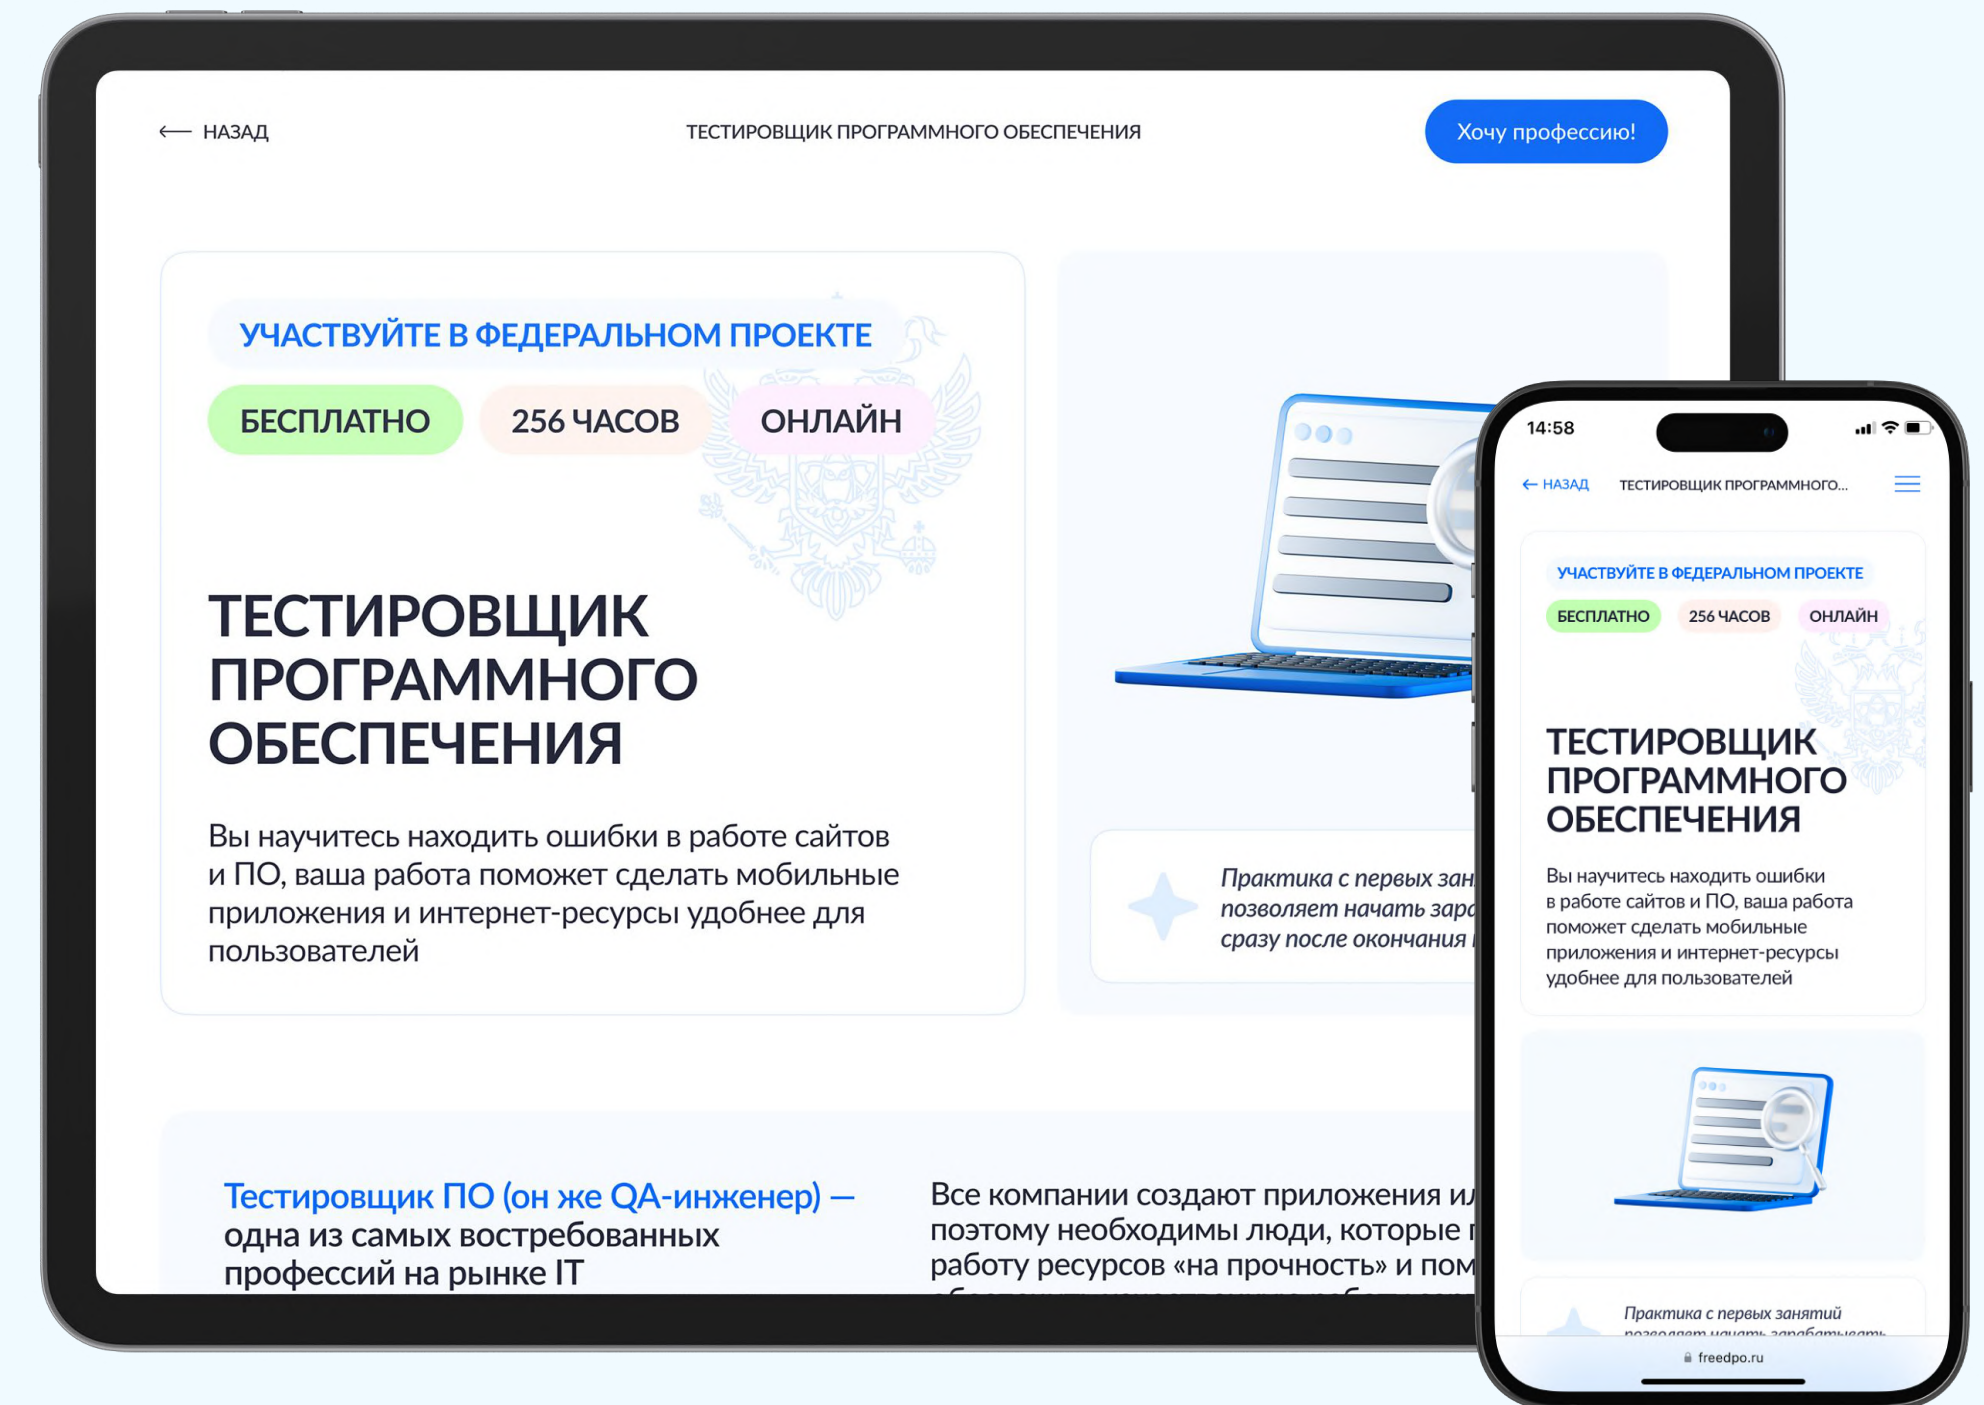 НАЗАД
ТЕСТИРОВЩИК ПРОГРАММНОГО ОБЕСПЕЧЕНИЯ
Хочу профессию!
УЧАСТВУЙТЕ В ФЕДЕРАЛЬНОМ ПРОЕКТЕ
БЕСПЛАТНО
256 ЧАСОВ
ОНЛАЙН
ТЕСТИРОВЩИК
ПРОГРАММНОГО
ОБЕСПЕЧЕНИЯ
Вы научитесь находить ошибки в работе сайтов
и ПО, ваша работа поможет сделать мобильные
приложения и интернет-ресурсы удобнее для
пользователей
Практика с первых
позволяет начать
сразу после окончания
Тестировщик ПО (он же QA-инженер) —
одна из самых востребованных
профессий на рынке IT
Все компании создают приложения
поэтому необходимы люди, которые
работу ресурсов «на прочность» и
14:58
НАЗАД
ТЕСТИРОВЩИК ПРОГРАММНОГО...
УЧАСТВУЙТЕ В ФЕДЕРАЛЬНОМ ПРОЕКТЕ
БЕСПЛАТНО
256 ЧАСОВ
ОНЛАЙН
ТЕСТИРОВЩИК
ПРОГРАММНОГО
ОБЕСПЕЧЕНИЯ
Вы научитесь находить ошибки
в работе сайтов и ПО, ваша работа
поможет сделать мобильные
приложения и интернет-ресурсы
удобнее для пользователей
Практика с первых занятий
позволяет начать зарабатывать
freedpo.ru